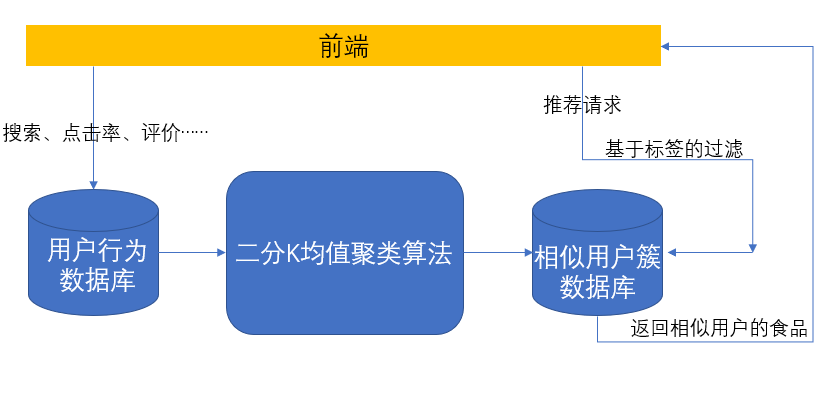 前端
推荐请求
搜索、点击率、评价……
基于标签的过滤
用户行为
数据库
二分K均值聚类算法
相似用户簇
数据库
返回相似用户的食品